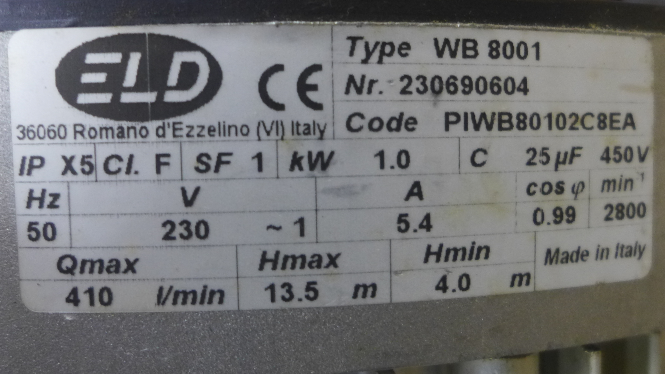 ELD CE Type WB 8001
Nr. 230690604
36060 Romano d'Ezzelino (VI) Italy Code PIWB80102C8EA
IP X5 Cl. F SF 1 kW 1.0 C 25 µF 450V
Hz V A cos φ min⁻¹
50 230 ~ 1 5.4 0.99 2800
Qmax Hmax Hmin Made in Italy
410 l/min 13.5 m 4.0 m